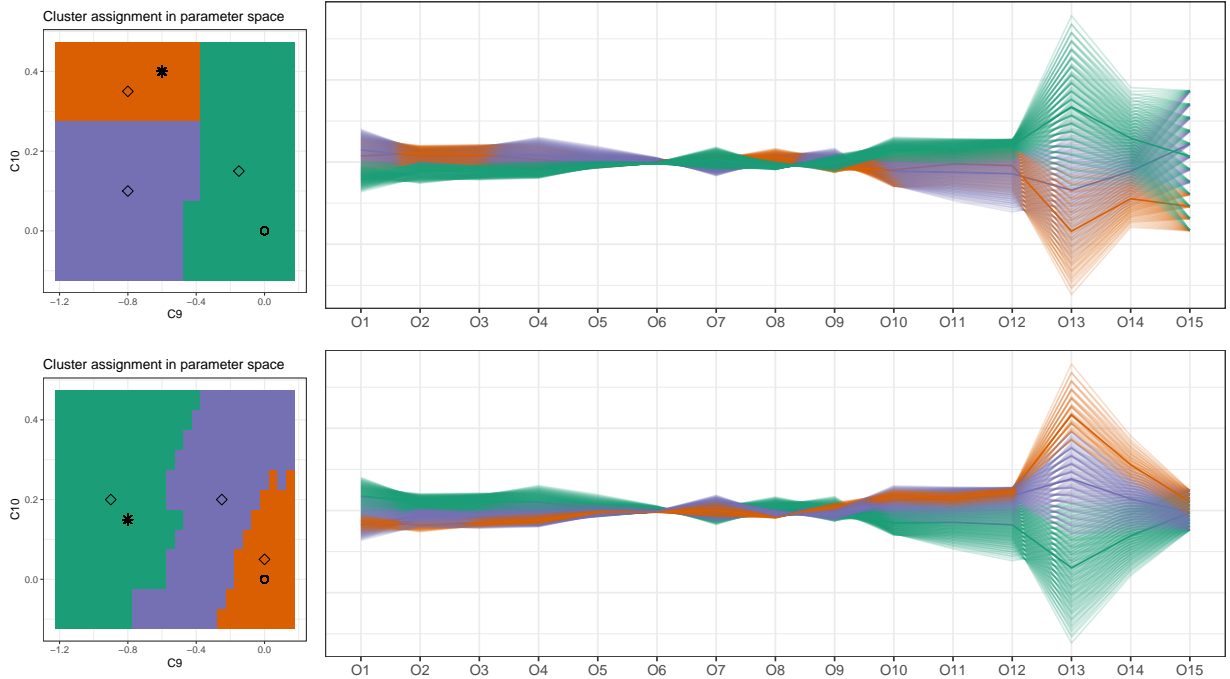 Cluster assignment in parameter space
C10
0.4
0.2
0.0
−1.2 −0.8 −0.4 0.0
C9
O1 O2 O3 O4 O5 O6 O7 O8 O9 O10 O11 O12 O13 O14 O15
Cluster assignment in parameter space
C10
0.4
0.2
0.0
−1.2 −0.8 −0.4 0.0
C9
O1 O2 O3 O4 O5 O6 O7 O8 O9 O10 O11 O12 O13 O14 O15